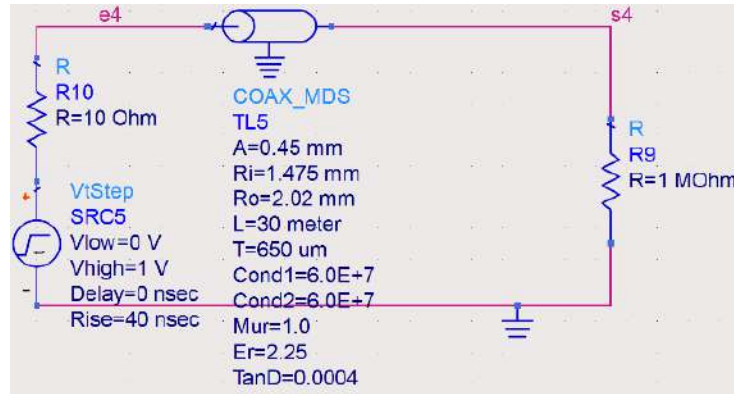 e4
s4
R
R10
R=10 Ohm
COAX_MDS
TL5
A=0.45 mm
Ri=1.475 mm
Ro=2.02 mm
L=30 meter
T=650 um
Cond1=6.0E+7
Cond2=6.0E+7
Mur=1.0
Er=2.25
TanD=0.0004
VtStep
SRC5
Vlow=0 V
Vhigh=1 V
Delay=0 nsec
Rise=40 nsec
R
R9
R=1 MOhm